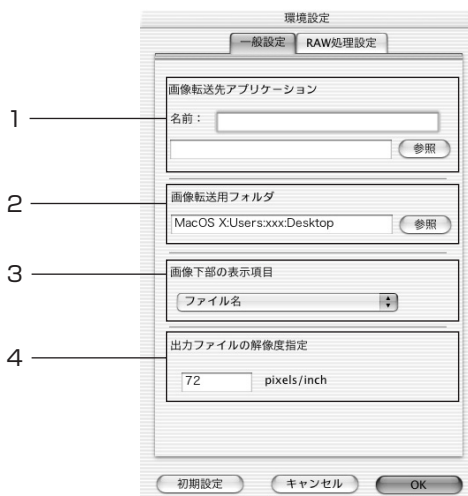 環境設定
一般設定 RAW処理設定
1
画像転送先アプリケーション
名前：
参照
2
画像転送用フォルダ
MacOS X:Users:xxx:Desktop 参照
3
画像下部の表示項目
ファイル名
4
出力ファイルの解像度指定
72 pixels/inch
初期設定 キャンセル OK